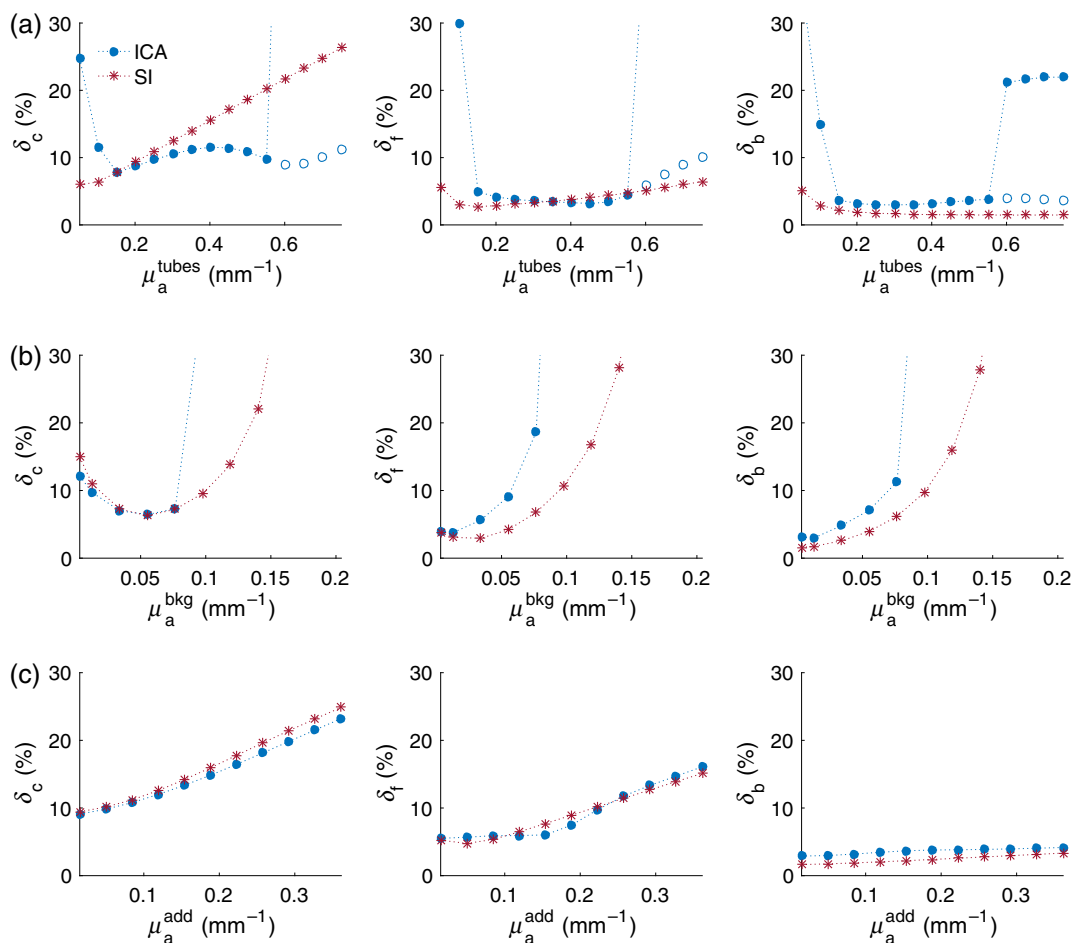 (a)
30
20
10
0
δc (%)
ICA
SI
0.2 0.4 0.6
μa^tubes (mm⁻¹)
30
20
10
0
δf (%)
0.2 0.4 0.6
μa^tubes (mm⁻¹)
30
20
10
0
δb (%)
0.2 0.4 0.6
μa^tubes (mm⁻¹)
(b)
30
20
10
0
δc (%)
0.05 0.1 0.15 0.2
μa^bkg (mm⁻¹)
30
20
10
0
δf (%)
0.05 0.1 0.15 0.2
μa^bkg (mm⁻¹)
30
20
10
0
δb (%)
0.05 0.1 0.15 0.2
μa^bkg (mm⁻¹)
(c)
30
20
10
0
δc (%)
0.1 0.2 0.3
μa^add (mm⁻¹)
30
20
10
0
δf (%)
0.1 0.2 0.3
μa^add (mm⁻¹)
30
20
10
0
δb (%)
0.1 0.2 0.3
μa^add (mm⁻¹)